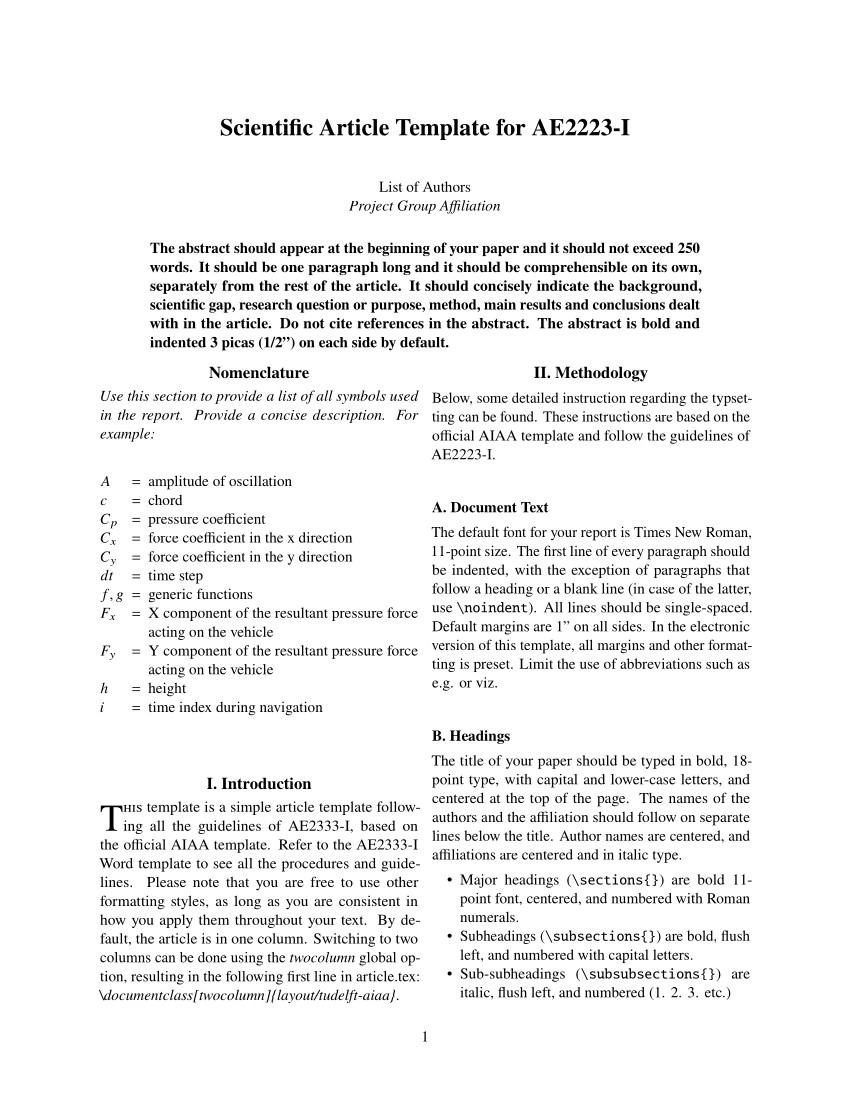 Scientific Article Template for AE2223-I
List of Authors
Project Group Affiliation
The abstract should appear at the beginning of your paper and it should not exceed 250
words. It should be one paragraph long and it should be comprehensible on its own,
separately from the rest of the article. It should concisely indicate the background,
scientific gap, research question or purpose, method, main results and conclusions dealt
with in the article. Do not cite references in the abstract. The abstract is bold and
indented 3 picas (1/2”) on each side by default.
Nomenclature
Use this section to provide a list of all symbols used
in the report. Provide a concise description. For
example:
A = amplitude of oscillation
c = chord
C_p = pressure coefficient
C_x = force coefficient in the x direction
C_y = force coefficient in the y direction
dt = time step
f, g = generic functions
F_x = X component of the resultant pressure force
acting on the vehicle
F_y = Y component of the resultant pressure force
acting on the vehicle
h = height
i = time index during navigation
I. Introduction
This template is a simple article template follow-
ing all the guidelines of AE2333-I, based on
the official AIAA template. Refer to the AE2333-I
Word template to see all the procedures and guide-
lines. Please note that you are free to use other
formatting styles, as long as you are consistent in
how you apply them throughout your text. By de-
fault, the article is in one column. Switching to two
columns can be done using the twocolumn global op-
tion, resulting in the following first line in article.tex:
\documentclass[twocolumn]{layout/tudelft-aiaa}.
II. Methodology
Below, some detailed instruction regarding the typset-
ting can be found. These instructions are based on the
official AIAA template and follow the guidelines of
AE2223-I.
A. Document Text
The default font for your report is Times New Roman,
11-point size. The first line of every paragraph should
be indented, with the exception of paragraphs that
follow a heading or a blank line (in case of the latter,
use \noindent). All lines should be single-spaced.
Default margins are 1” on all sides. In the electronic
version of this template, all margins and other format-
ting is preset. Limit the use of abbreviations such as
e.g. or viz.
B. Headings
The title of your paper should be typed in bold, 18-
point type, with capital and lower-case letters, and
centered at the top of the page. The names of the
authors and the affiliation should follow on separate
lines below the title. Author names are centered, and
affiliations are centered and in italic type.
• Major headings (\sections{}) are bold 11-
point font, centered, and numbered with Roman
numerals.
• Subheadings (\subsections{}) are bold, flush
left, and numbered with capital letters.
• Sub-subheadings (\subsubsections{}) are
italic, flush left, and numbered (1. 2. 3. etc.)
1